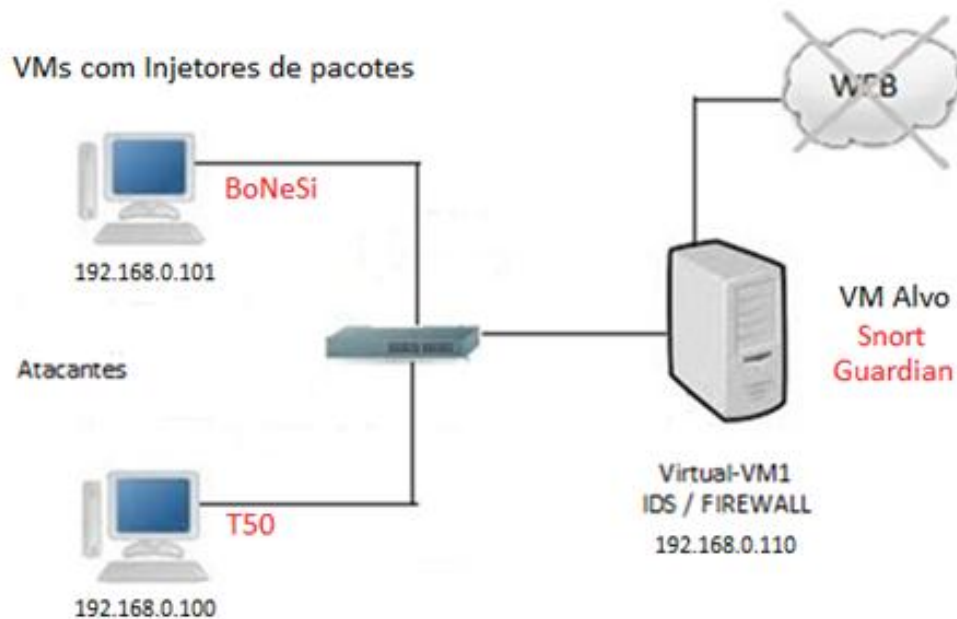 VMs com Injetores de pacotes
WEB
BoNeSi
192.168.0.101
VM Alvo
Snort
Guardian
Atacantes
Virtual-VM1
IDS / FIREWALL
192.168.0.110
T50
192.168.0.100